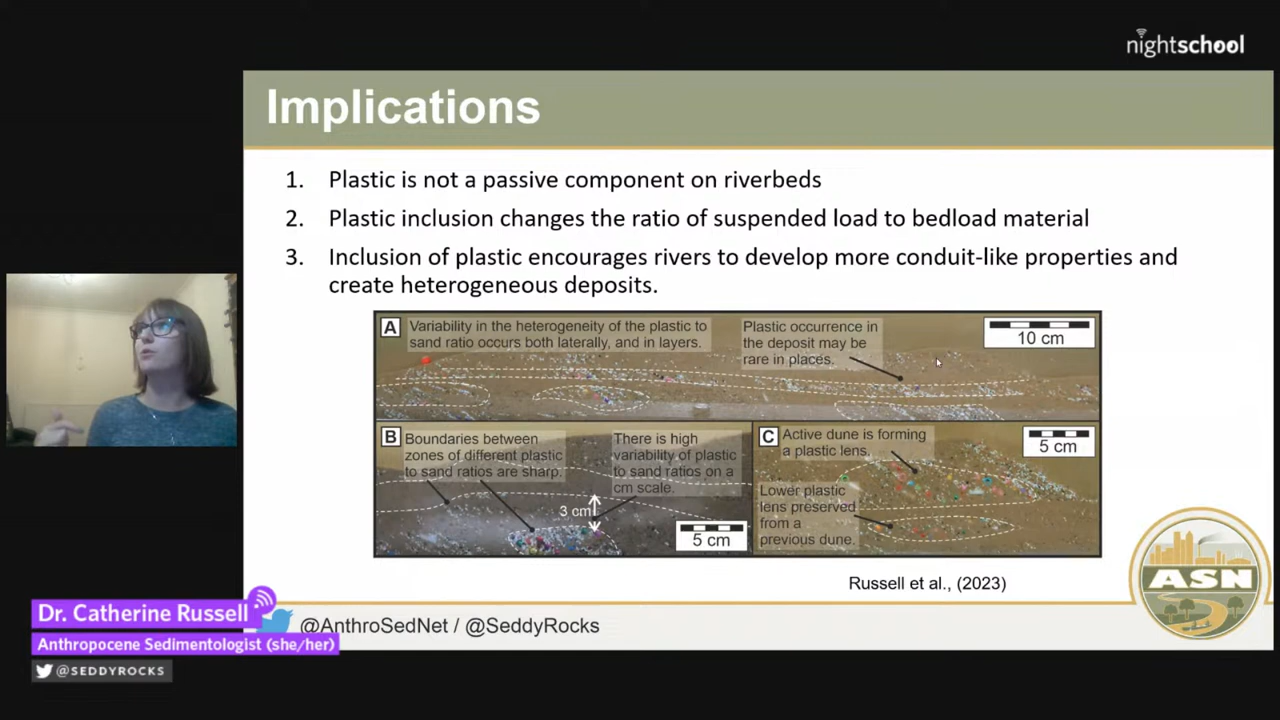 nightschool
Implications
1. Plastic is not a passive component on riverbeds
2. Plastic inclusion changes the ratio of suspended load to bedload material
3. Inclusion of plastic encourages rivers to develop more conduit-like properties and
create heterogeneous deposits.
A
Variability in the heterogeneity of the plastic to
sand ratio occurs both laterally, and in layers.
Plastic occurrence in
the deposit may be
rare in places.
10 cm
B
Boundaries between
zones of different plastic
to sand ratios are sharp.
There is high
variability of plastic
to sand ratios on a
cm scale.
3 cm
5 cm
C
Active dune is forming
a plastic lens.
Lower plastic
lens preserved
from a
previous dune.
5 cm
Russell et al., (2023)
ASN
@AnthroSedNet / @SeddyRocks
Dr. Catherine Russell
Anthropocene Sedimentologist (she/her)
@SEDDYROCKS